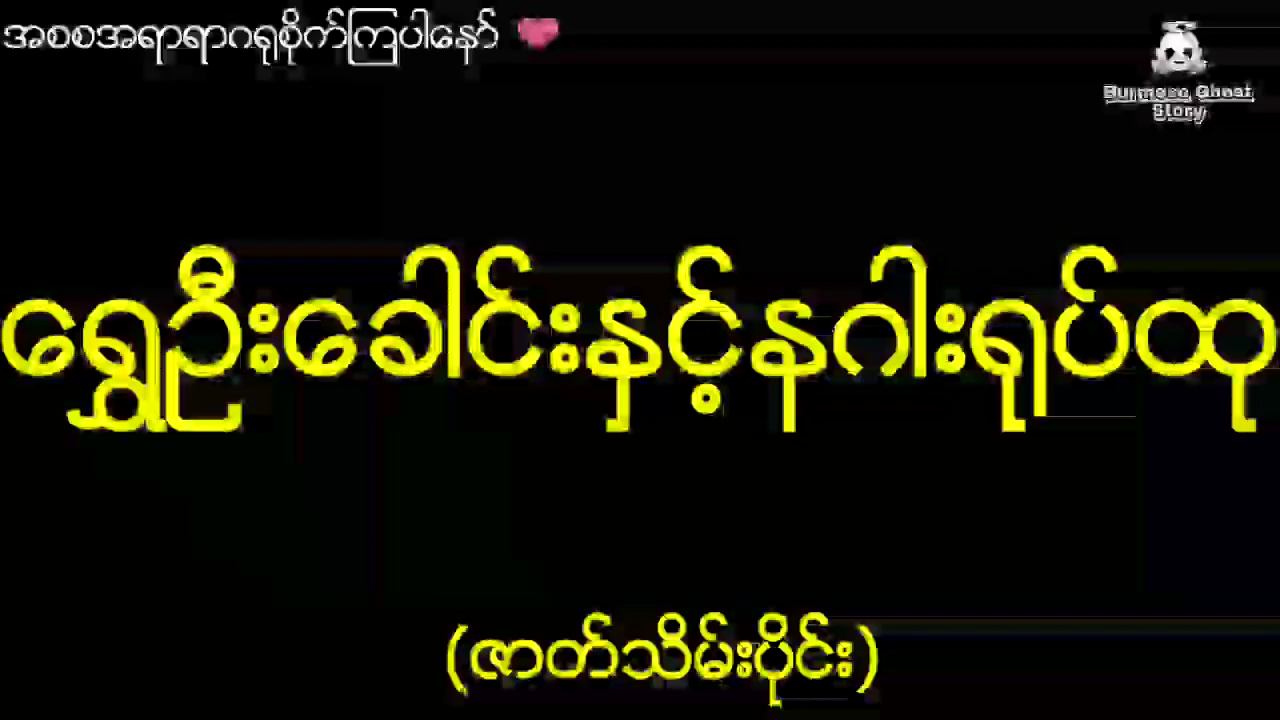 အစစအရာရာဂရုစိုက်ကြပါနော် ❤
Burmese Ghost
Story
ရွှေဦးခေါင်းနှင့်နဂါးရုပ်ထု
(ဇာတ်သိမ်းပိုင်း)